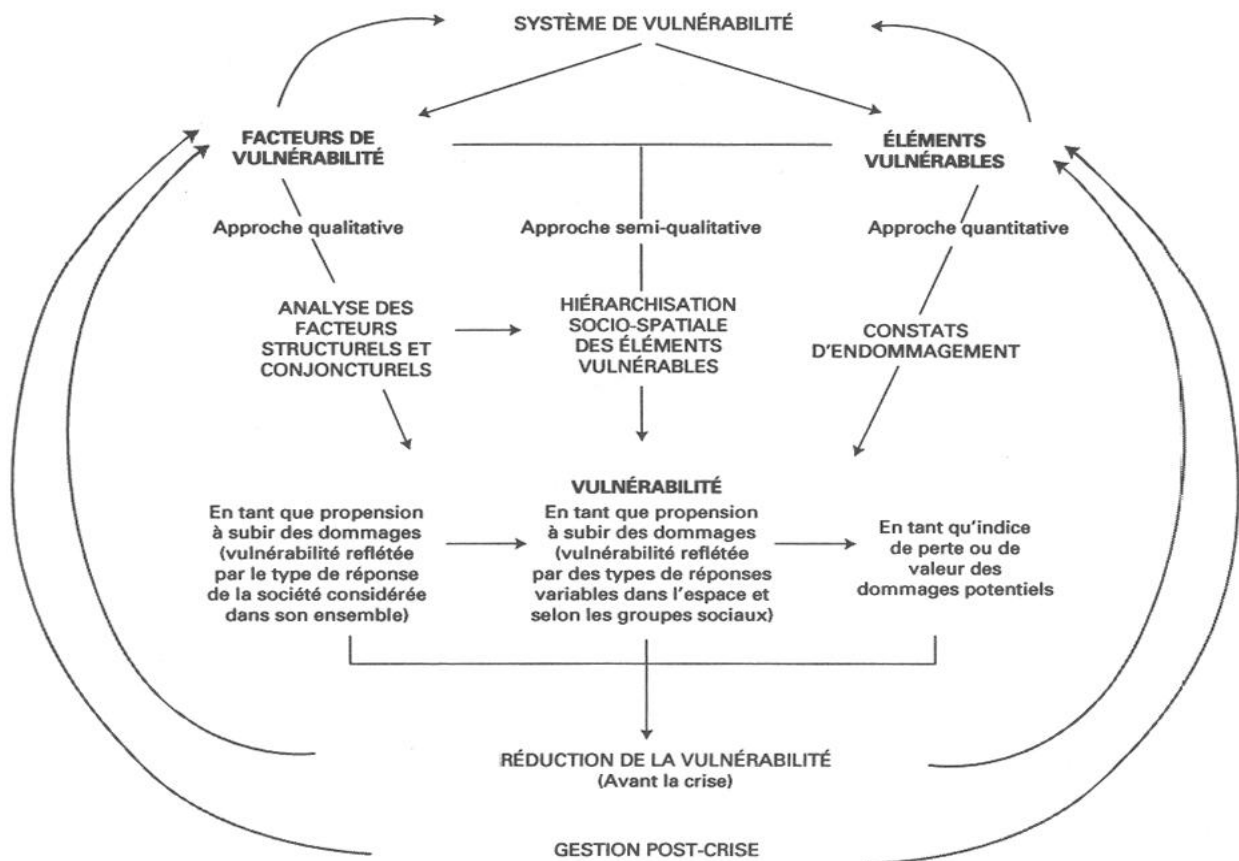 SYSTÈME DE VULNÉRABILITÉ
FACTEURS DE
VULNÉRABILITÉ
ÉLÉMENTS
VULNÉRABLES
Approche qualitative
Approche semi-qualitative
Approche quantitative
ANALYSE DES
FACTEURS
STRUCTURELS ET
CONJONCTURELS
HIÉRARCHISATION
SOCIO-SPATIALE
DES ÉLÉMENTS
VULNÉRABLES
CONSTATS
D'ENDOMMAGEMENT
VULNÉRABILITÉ
En tant que propension
à subir des dommages
(vulnérabilité reflétée
par le type de réponse
de la société considérée
dans son ensemble)
En tant que propension
à subir des dommages
(vulnérabilité reflétée
par des types de réponses
variables dans l'espace et
selon les groupes sociaux)
En tant qu'indice
de perte ou de
valeur des
dommages potentiels
RÉDUCTION DE LA VULNÉRABILITÉ
(Avant la crise)
GESTION POST-CRISE